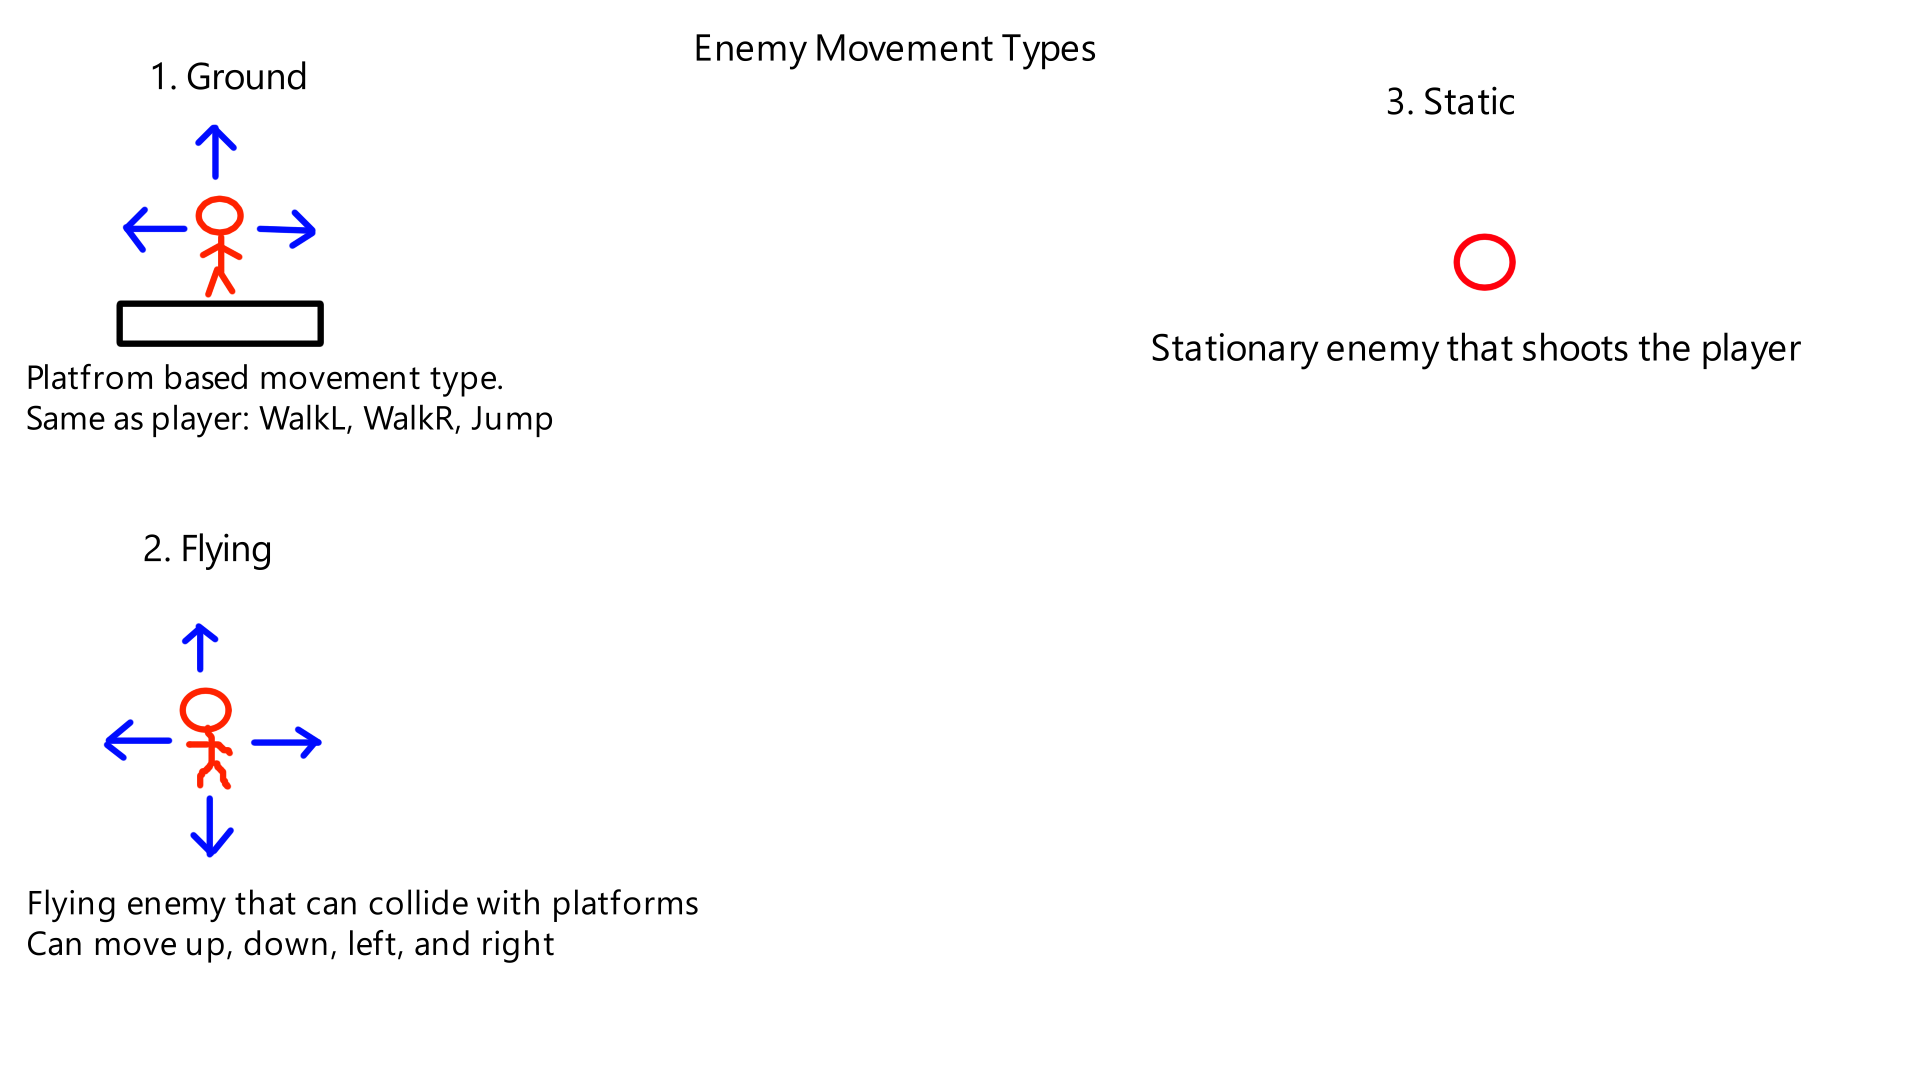 Enemy Movement Types
1. Ground
Platfrom based movement type.
Same as player: WalkL, WalkR, Jump
2. Flying
Flying enemy that can collide with platforms
Can move up, down, left, and right
3. Static
Stationary enemy that shoots the player